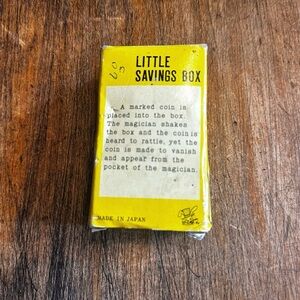 LITTLE
SAVINGS BOX
A marked coin is
placed into the box.
The magician shakes
the box and the coin is
heard to rattle, yet the
coin is made to vanish
and appear from the
pocket of the magician.
MADE IN JAPAN